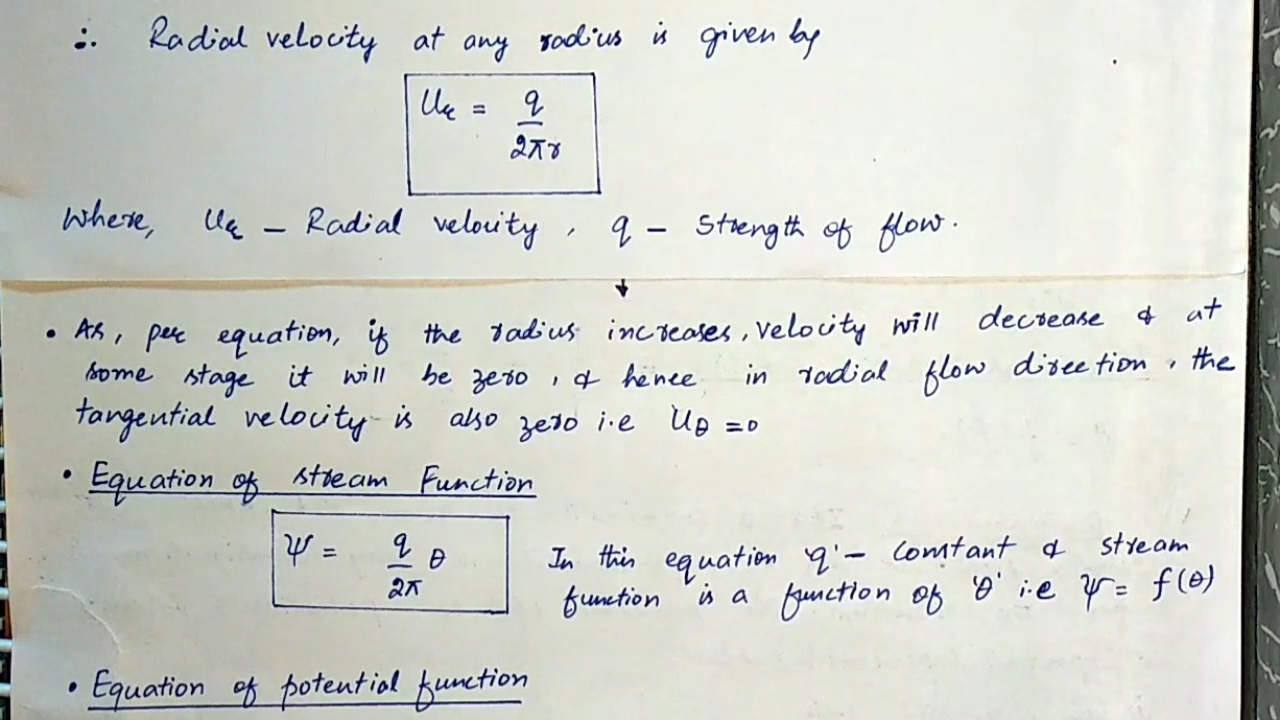 ∴ Radial velocity at any radius is given by
Ur = q / 2πr
Where, Ur – Radial velocity, q – Strength of flow.
• As, per equation, if the radius increases, velocity will decrease & at
some stage it will be zero, & hence in radial flow direction, the
tangential velocity is also zero i.e Uθ = 0
• Equation of stream Function
ψ = q/2π θ In this equation 'q' – constant & stream
function is a function of 'θ' i.e ψ = f(θ)
• Equation of potential function